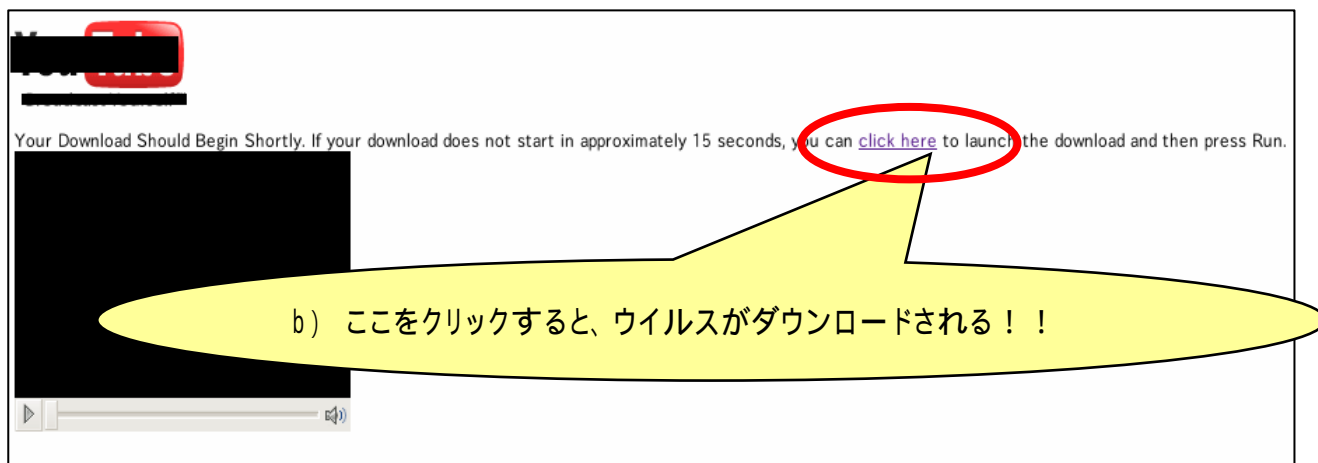 Your Download Should Begin Shortly. If your download does not start in approximately 15 seconds, you can click here to launch the download and then press Run.
b） ここをクリックすると、ウイルスがダウンロードされる！！